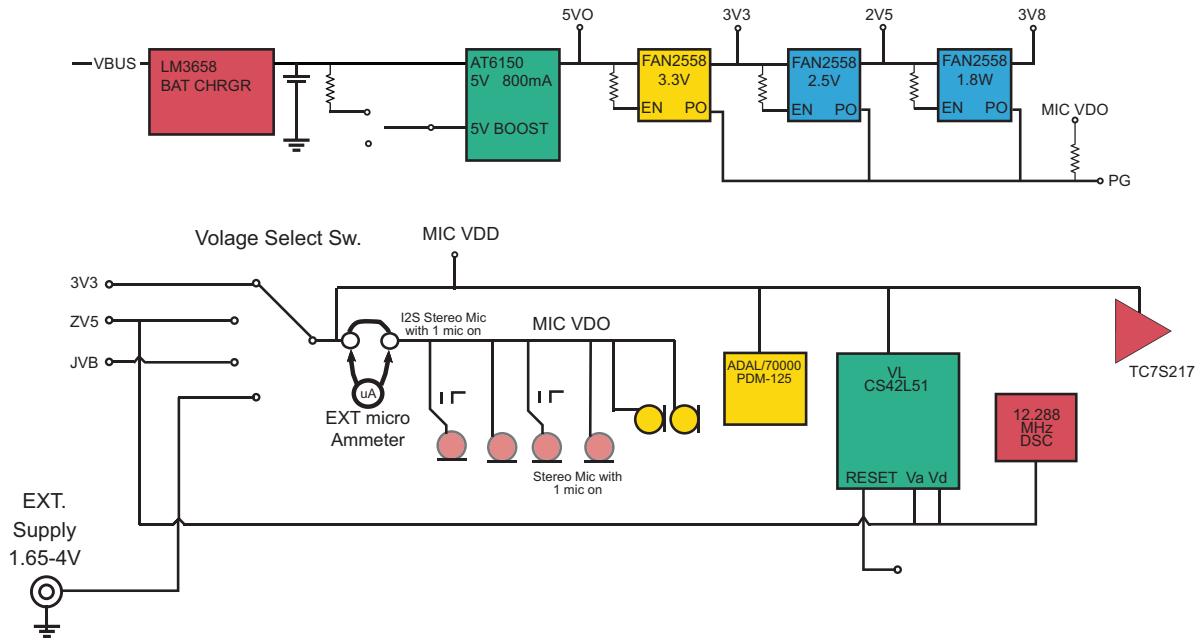 5VO
3V3
2V5
3V8
VBUS
LM3658
BAT CHRGR
AT6150
5V 800mA
5V BOOST
FAN2558
3.3V
EN PO
FAN2558
2.5V
EN PO
FAN2558
1.8W
EN PO
MIC VDO
PG
Volage Select Sw.
MIC VDD
3V3
ZV5
JVB
I2S Stereo Mic
with 1 mic on
MIC VDO
uA
EXT micro
Ammeter
Stereo Mic with
1 mic on
ADAL/70000
PDM-125
VL
CS42L51
RESET Va Vd
12.288
MHz
DSC
TC7S217
EXT.
Supply
1.65-4V